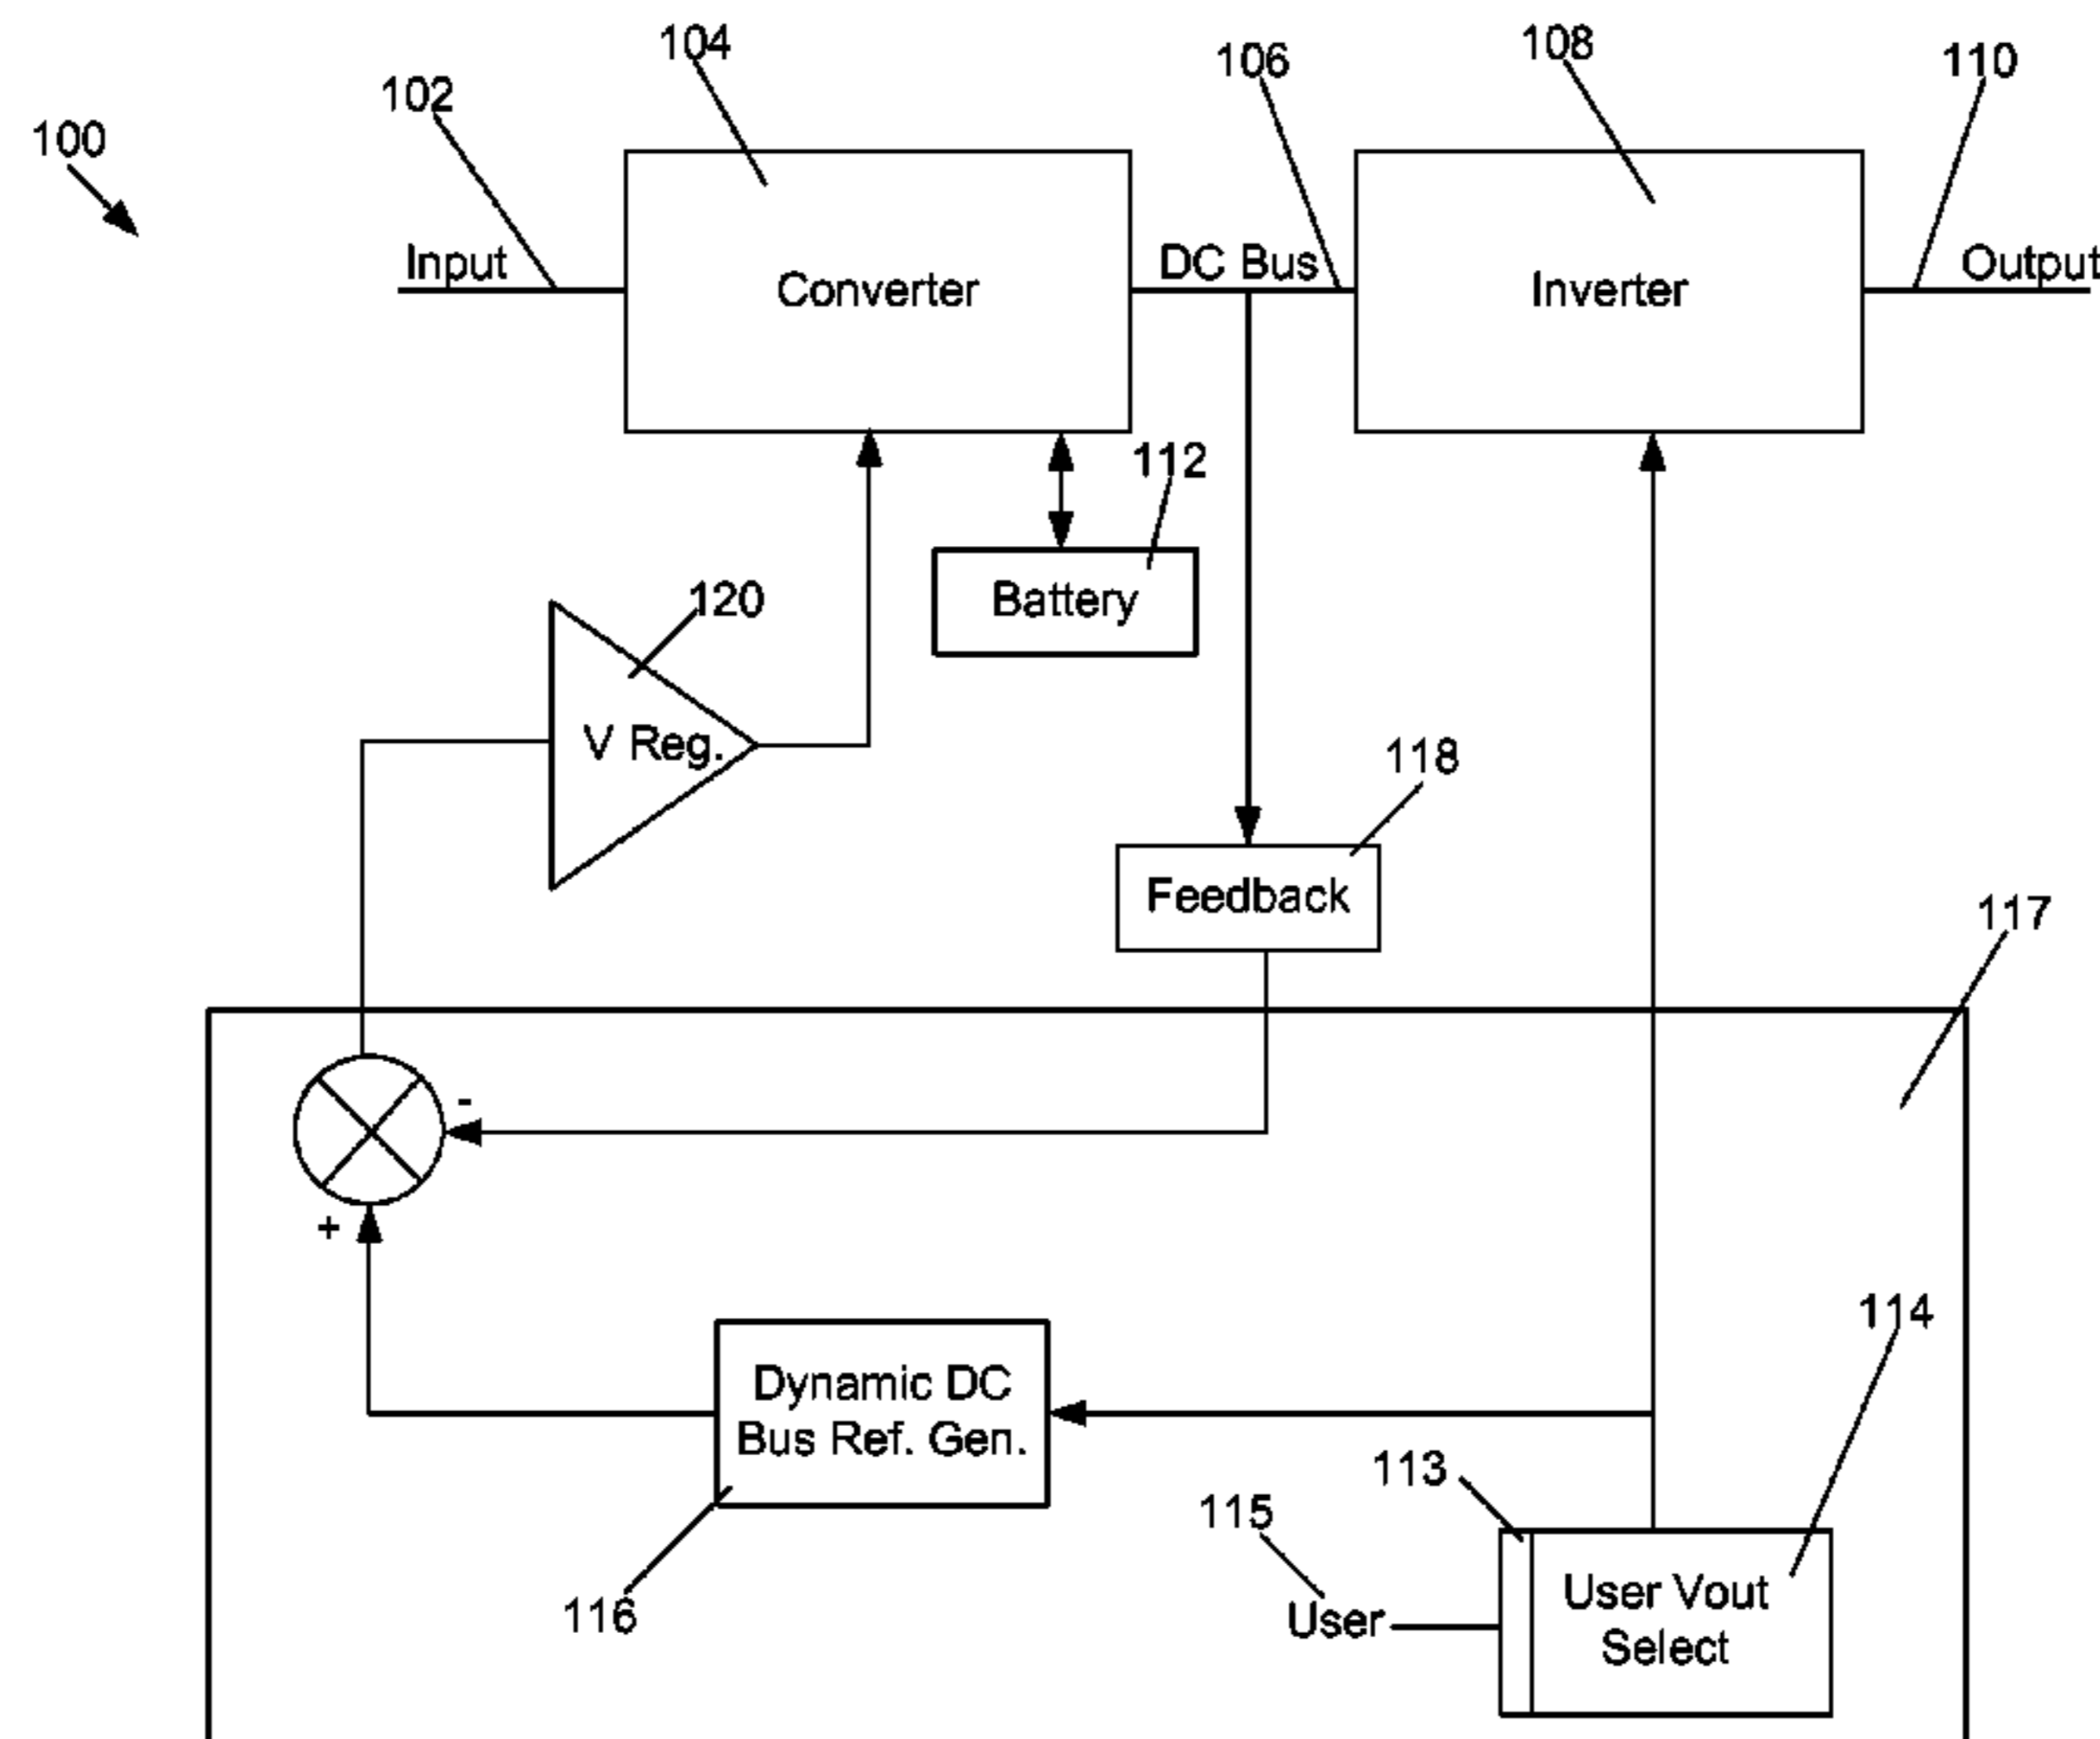 104
108
106
110
102
100
Input
DC Bus
Output
Converter
Inverter
112
120
Battery
V Reg.
118
Feedback
117
-
+
114
Dynamic DC
Bus Ref. Gen.
113
115
116
User
User Vout
Select